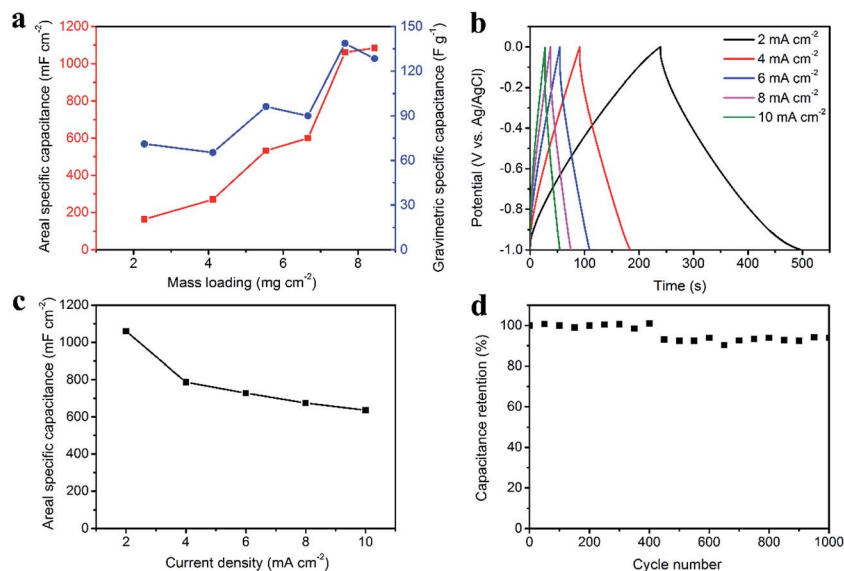 a
Areal specific capacitance (mF cm⁻²)
1200
1000
800
600
400
200
0
2
4
6
8
Mass loading (mg cm⁻²)
150
120
90
60
30
0
Gravimetric specific capacitance (F g⁻¹)
b
Potential (V vs. Ag/AgCl)
0.0
-0.2
-0.4
-0.6
-0.8
-1.0
0
100
200
300
400
500
Time (s)
2 mA cm⁻²
4 mA cm⁻²
6 mA cm⁻²
8 mA cm⁻²
10 mA cm⁻²
c
Areal specific capacitance (mF cm⁻²)
1200
1000
800
600
400
200
0
2
4
6
8
10
Current density (mA cm⁻²)
d
Capacitance retention (%)
100
80
60
40
20
0
0
200
400
600
800
1000
Cycle number